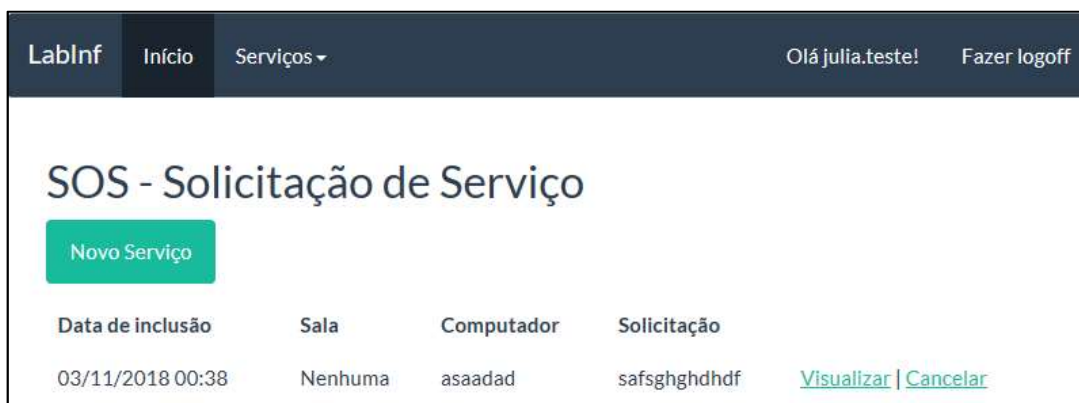 LabInf Início Serviços Olá julia.teste! Fazer logoff
SOS - Solicitação de Serviço
Novo Serviço
Data de inclusão Sala Computador Solicitação
03/11/2018 00:38 Nenhuma asaadad safsghghdhdf Visualizar | Cancelar